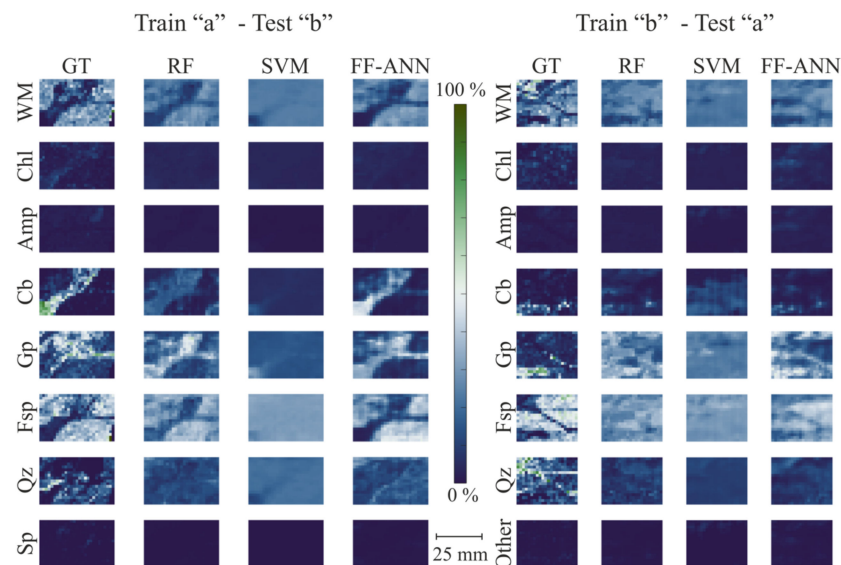 Train “a” - Test “b”
Train “b” - Test “a”
GT RF SVM FF-ANN
GT RF SVM FF-ANN
100 %
0 %
25 mm
WM
Chl
Amp
Cb
Gp
Fsp
Qz
Sp
WM
Chl
Amp
Cb
Gp
Fsp
Qz
Other